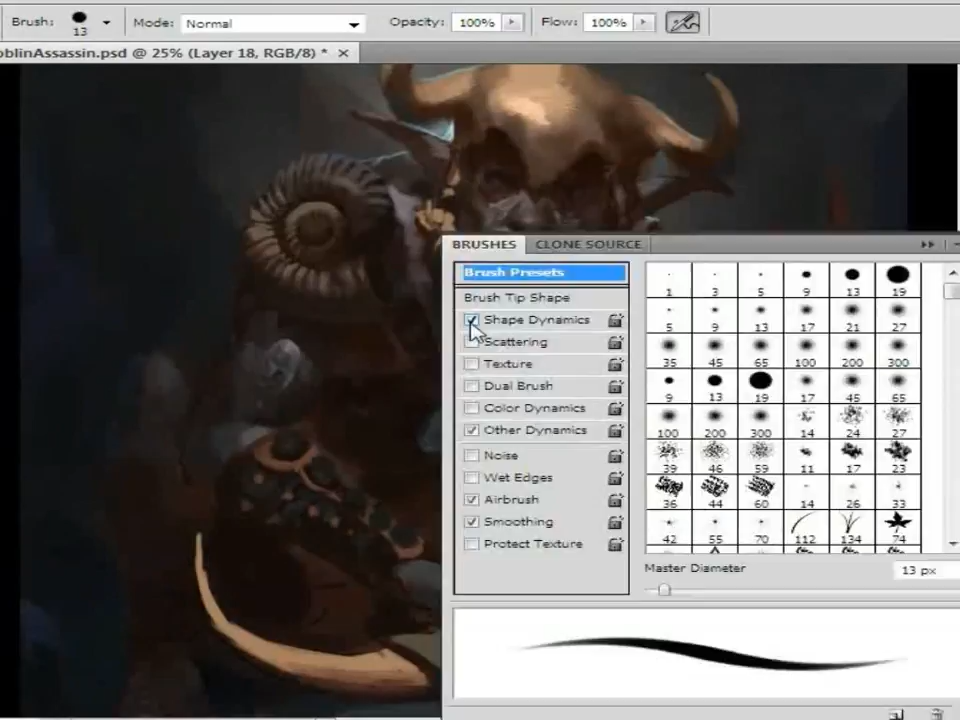 Brush: 13 Mode: Normal Opacity: 100% Flow: 100%
oblinAssassin.psd @ 25% (Layer 18, RGB/8) * ×
BRUSHES CLONE SOURCE
Brush Presets
Brush Tip Shape
Shape Dynamics
Scattering
Texture
Dual Brush
Color Dynamics
Other Dynamics
Noise
Wet Edges
Airbrush
Smoothing
Protect Texture
1 3 5 9 13 19
5 9 13 17 21 27
35 45 65 100 200 300
9 13 19 17 45 65
100 200 300 14 24 27
39 46 59 11 17 23
36 44 60 14 26 33
42 55 70 112 134 74
Master Diameter 13 px